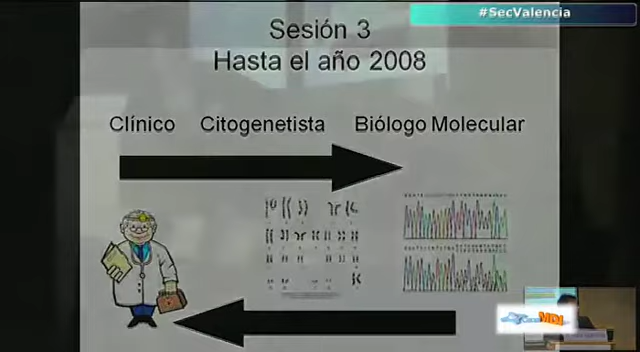 #SecValencia
Sesión 3
Hasta el año 2008
Clínico Citogenetista Biólogo Molecular